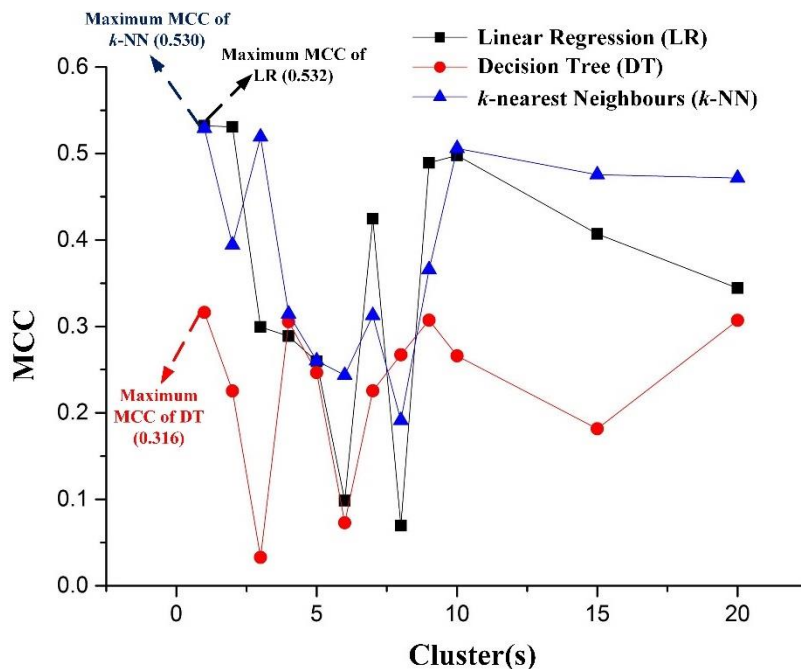 Maximum MCC of
k-NN (0.530)
Maximum MCC of
LR (0.532)
Linear Regression (LR)
Decision Tree (DT)
k-nearest Neighbours (k-NN)
0.6
0.5
0.4
0.3
0.2
0.1
0.0
MCC
Maximum
MCC of DT
(0.316)
0
5
10
15
20
Cluster(s)